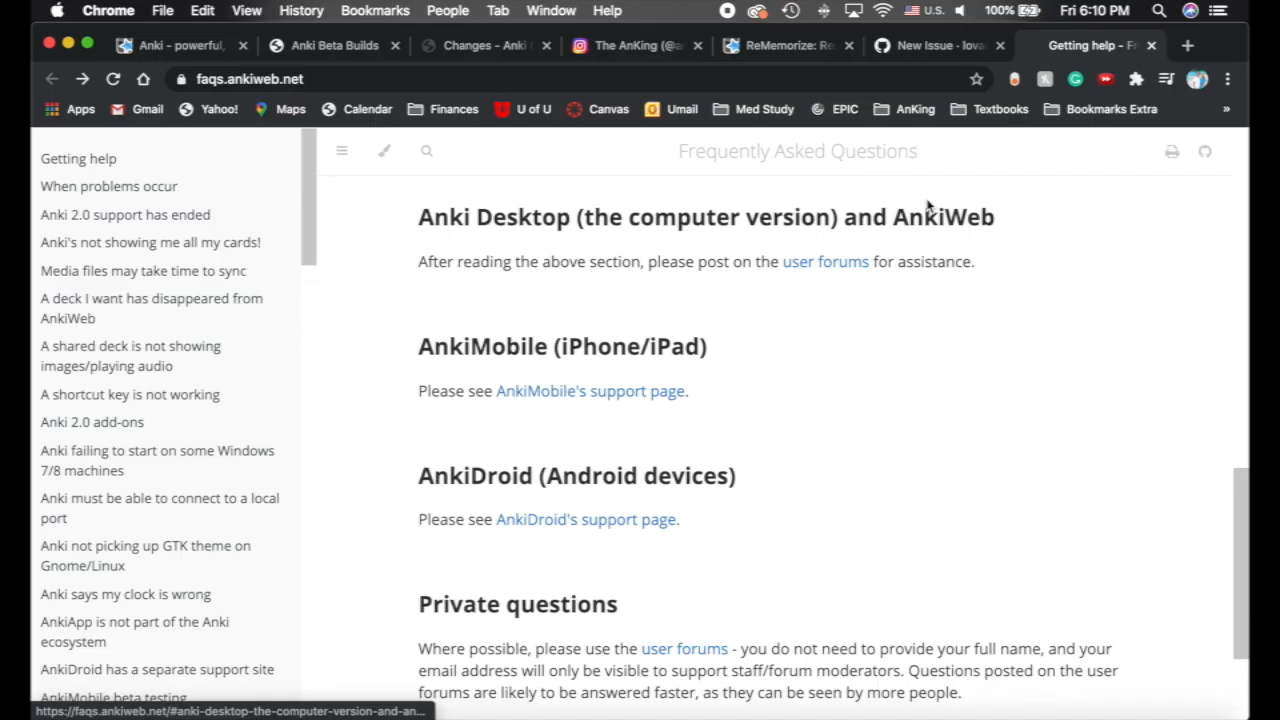 Chrome File Edit View History Bookmarks People Tab Window Help U.S. 100% Fri 6:10 PM
Anki - powerful, Anki Beta Builds Changes - Anki The AnKing (@a ReMemorize: Re New Issue - lova Getting help - F
faqs.ankiweb.net
Apps Gmail Yahoo! Maps Calendar Finances U of U Canvas Umail Med Study EPIC AnKing Textbooks Bookmarks Extra »
Frequently Asked Questions
Getting help
When problems occur
Anki 2.0 support has ended
Anki's not showing me all my cards!
Media files may take time to sync
A deck I want has disappeared from
AnkiWeb
A shared deck is not showing
images/playing audio
A shortcut key is not working
Anki 2.0 add-ons
Anki failing to start on some Windows
7/8 machines
Anki must be able to connect to a local
port
Anki not picking up GTK theme on
Gnome/Linux
Anki says my clock is wrong
AnkiApp is not part of the Anki
ecosystem
AnkiDroid has a separate support site
AnkiMobile beta testing
Anki Desktop (the computer version) and AnkiWeb
After reading the above section, please post on the user forums for assistance.
AnkiMobile (iPhone/iPad)
Please see AnkiMobile's support page.
AnkiDroid (Android devices)
Please see AnkiDroid's support page.
Private questions
Where possible, please use the user forums - you do not need to provide your full name, and your
email address will only be visible to support staff/forum moderators. Questions posted on the user
forums are likely to be answered faster, as they can be seen by more people.
https://faqs.ankiweb.net/#anki-desktop-the-computer-version-and-an...